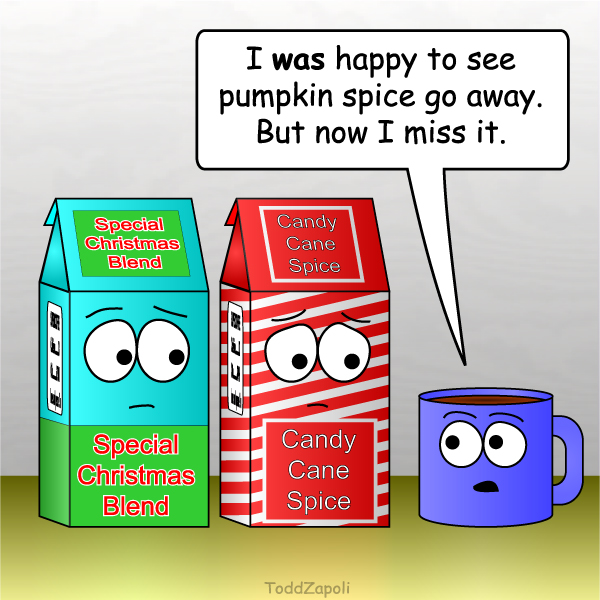 I was happy to see
pumpkin spice go away.
But now I miss it.
Special
Christmas
Blend
Candy
Cane
Spice
Special
Christmas
Blend
Candy
Cane
Spice
ToddZapoli